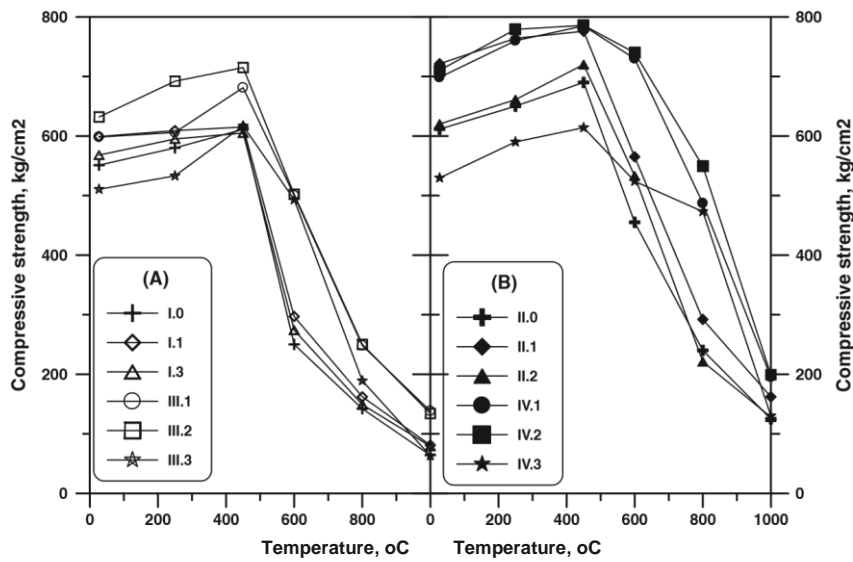 800
600
400
200
0
Compressive strength, kg/cm2
(A)
I.0
I.1
I.3
III.1
III.2
III.3
0 200 400 600 800
Temperature, oC
(B)
II.0
II.1
II.2
IV.1
IV.2
IV.3
0 200 400 600 800 1000
Temperature, oC
800
600
400
200
0
Compressive strength, kg/cm2